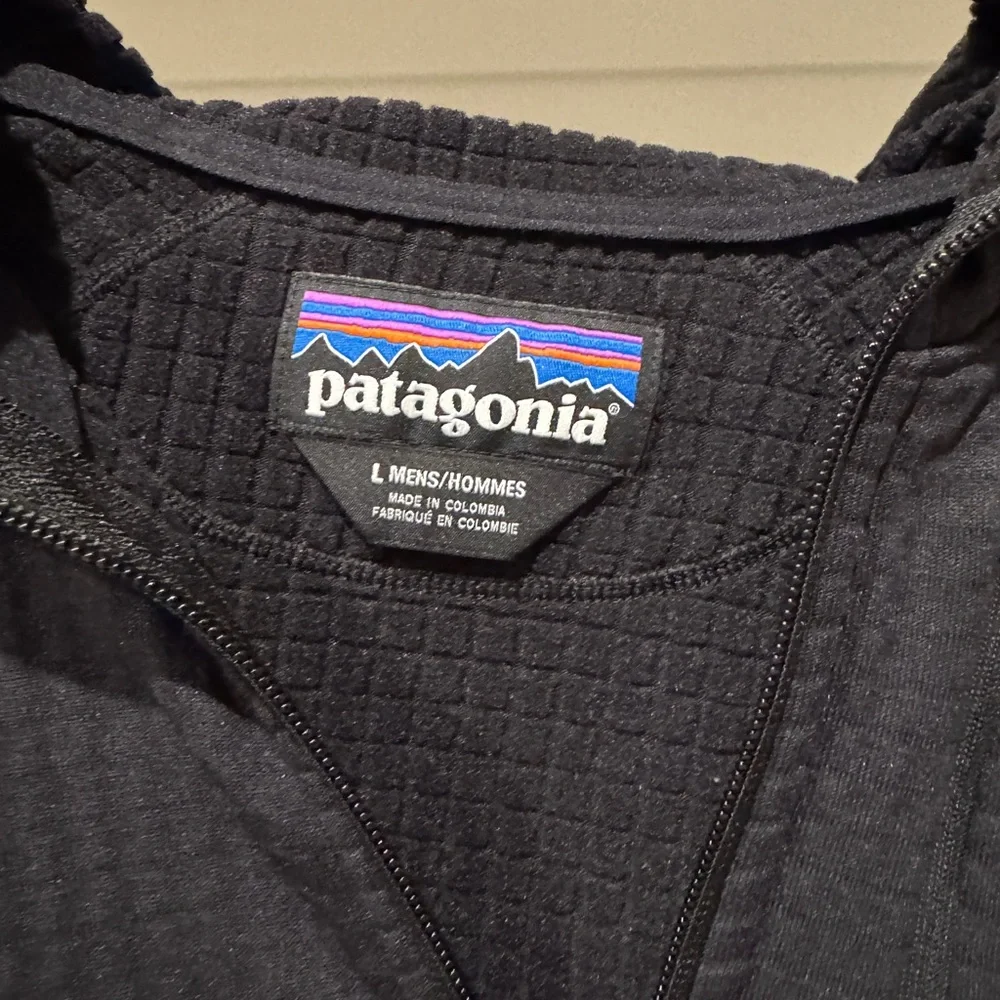 patagonia®
L MENS/HOMMES
MADE IN COLOMBIA
FABRIQUÉ EN COLOMBIE